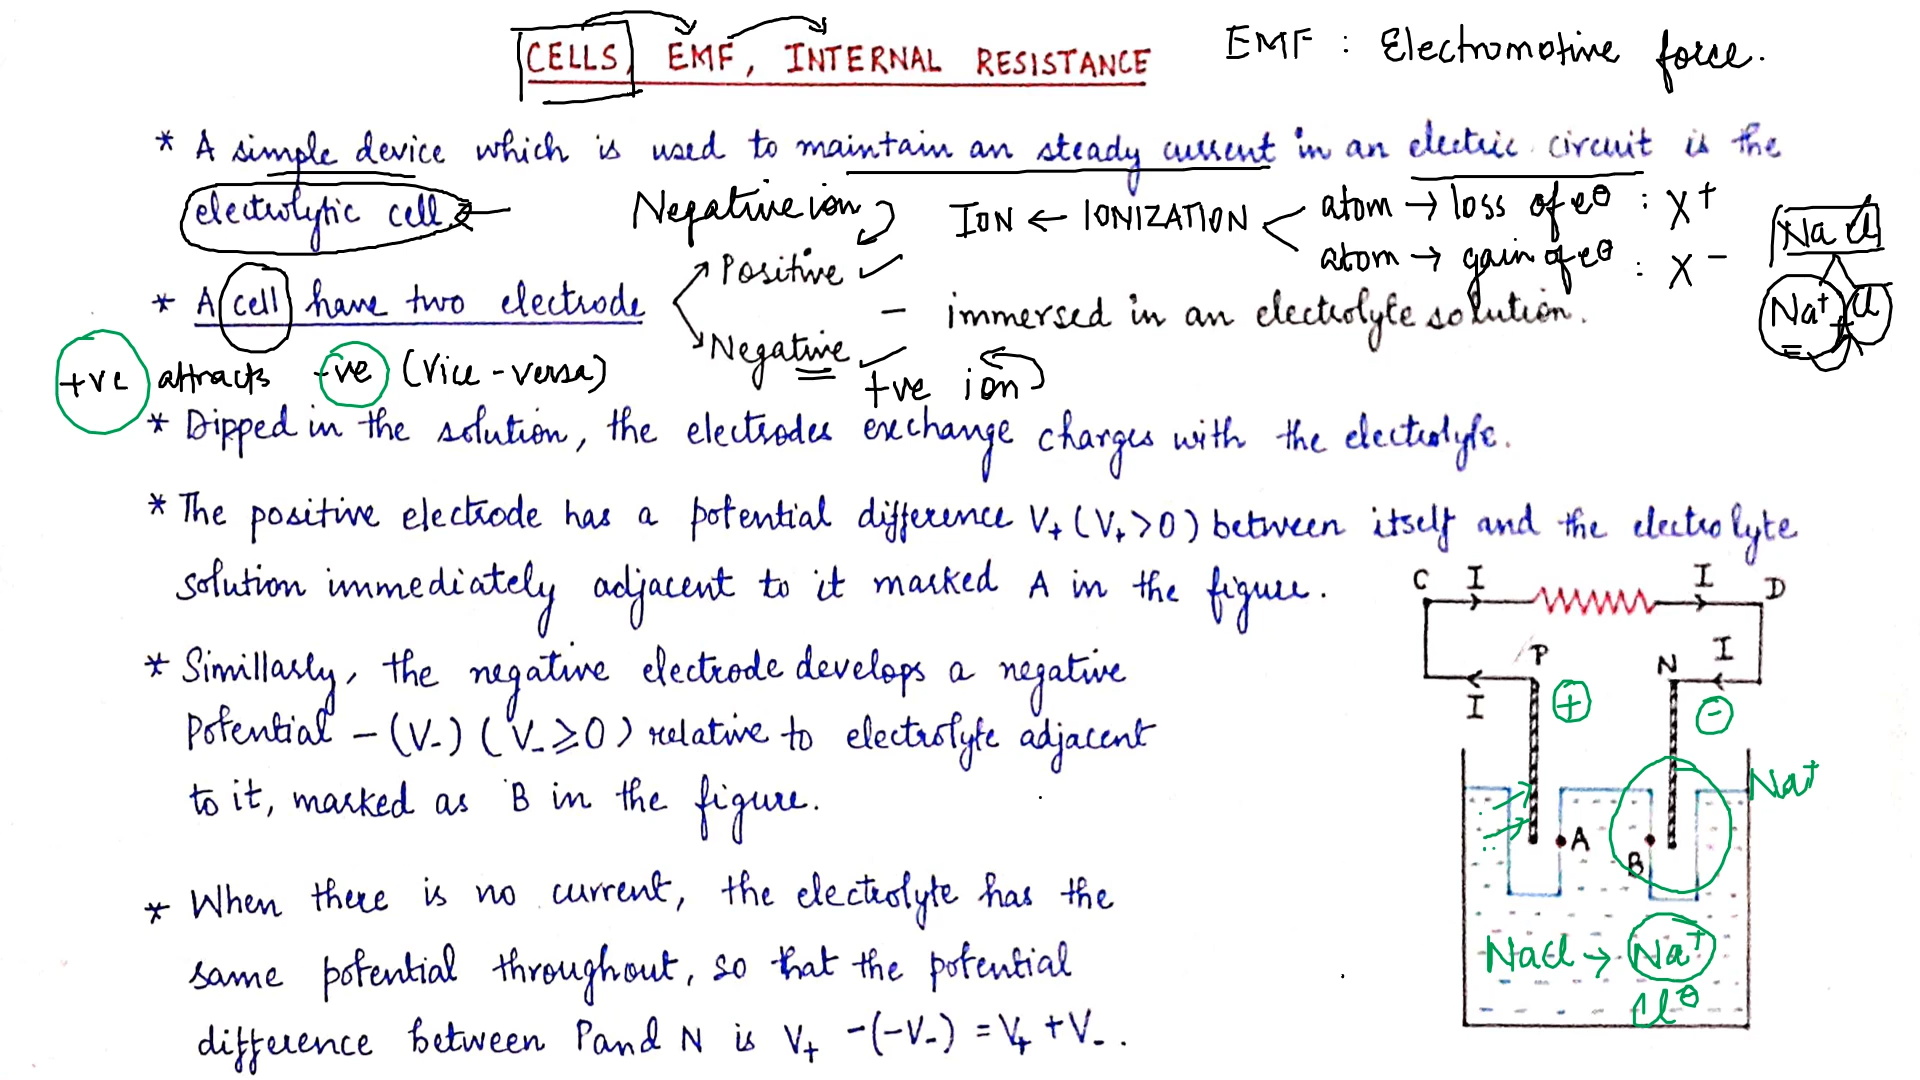 CELLS, EMF, INTERNAL RESISTANCE
EMF : Electromotive force.
* A simple device which is used to maintain an steady current in an electric circuit is the
electrolytic cell
Negative ion
ION ← IONIZATION
atom → loss of e⊖ : X⁺
atom → gain of e⊖ : X⁻
NaCl
Na⁺ Cl
* A cell have two electrode
Positive
Negative
- immersed in an electrolyte solution.
+ve attracts -ve (Vice-versa)
+ve ion
* Dipped in the solution, the electrodes exchange charges with the electrolyte.
* The positive electrode has a potential difference V₊ (V₊>0) between itself and the electrolyte
solution immediately adjacent to it marked A in the figure.
* Simillarly, the negative electrode develops a negative
Potential -(V₋) (V₋≥0) relative to electrolyte adjacent
to it, marked as B in the figure.
* When there is no current, the electrolyte has the
same potential throughout, so that the potential
difference between P and N is V₊ -(-V₋) = V₊ + V₋.
C I I D
P N I
I + -
Na⁺
A
B
NaCl → Na⁺
Cl⊖